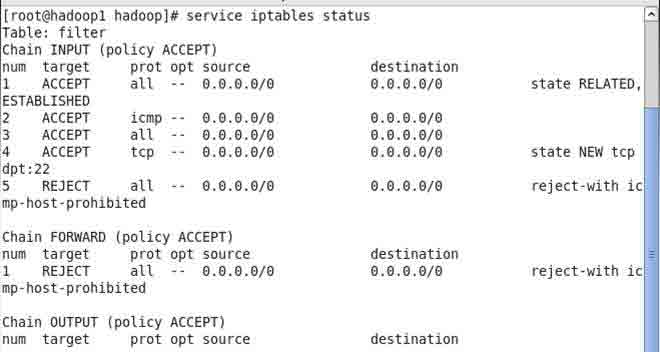 [root@hadoop1 hadoop]# service iptables status
Table: filter
Chain INPUT (policy ACCEPT)
num  target     prot opt source               destination
1    ACCEPT     all  --  0.0.0.0/0            0.0.0.0/0           state RELATED,
ESTABLISHED
2    ACCEPT     icmp --  0.0.0.0/0            0.0.0.0/0
3    ACCEPT     all  --  0.0.0.0/0            0.0.0.0/0
4    ACCEPT     tcp  --  0.0.0.0/0            0.0.0.0/0           state NEW tcp
dpt:22
5    REJECT     all  --  0.0.0.0/0            0.0.0.0/0           reject-with ic
mp-host-prohibited
Chain FORWARD (policy ACCEPT)
num  target     prot opt source               destination
1    REJECT     all  --  0.0.0.0/0            0.0.0.0/0           reject-with ic
mp-host-prohibited
Chain OUTPUT (policy ACCEPT)
num  target     prot opt source               destination